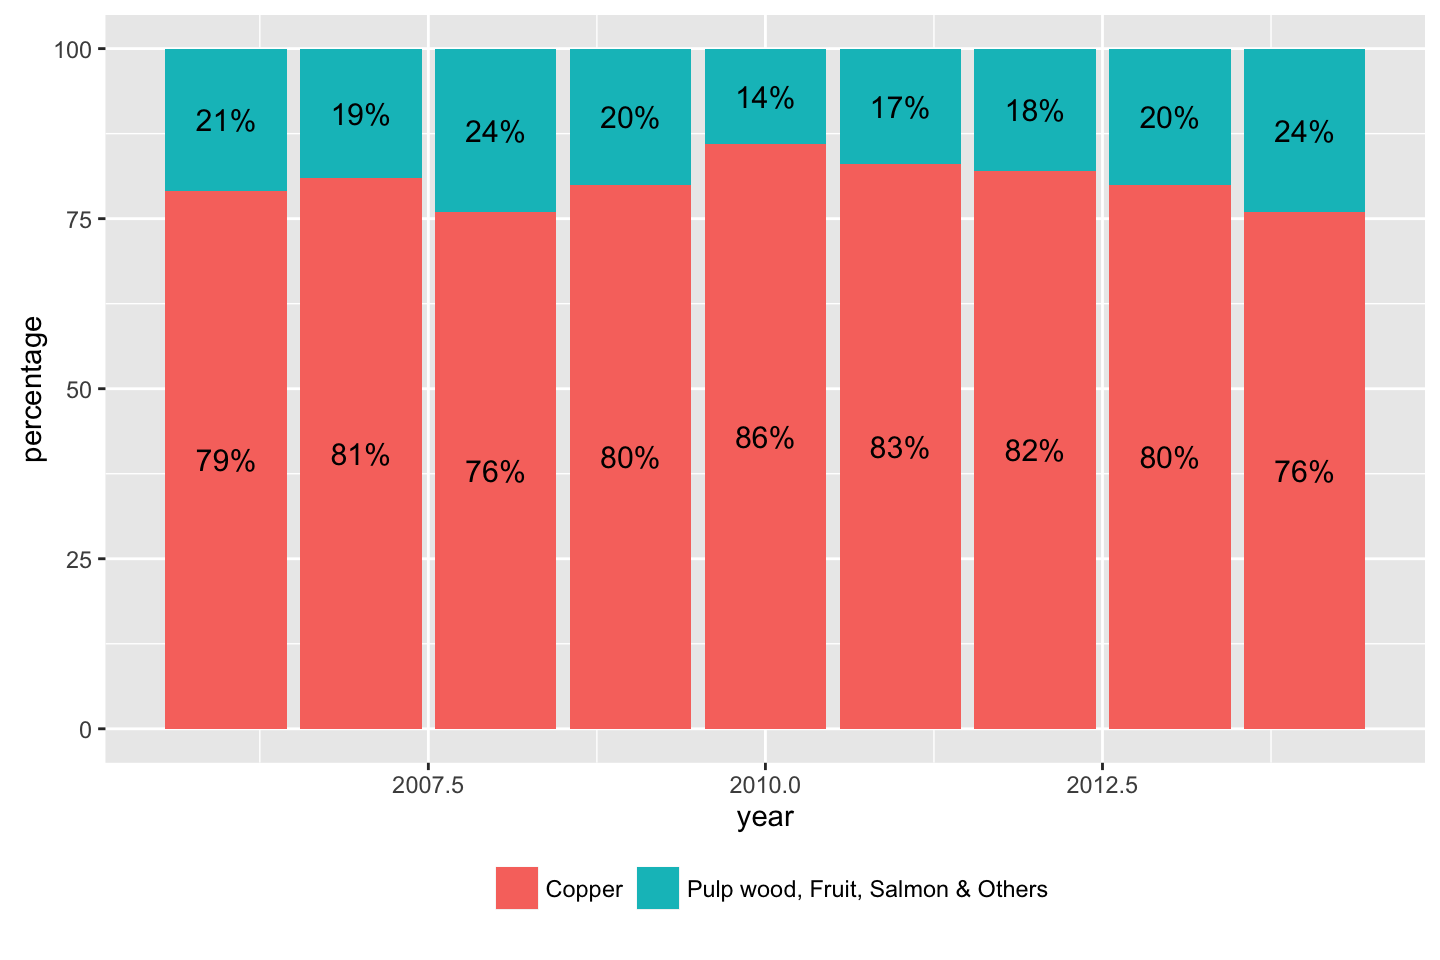 100
21% 19% 24% 20% 14% 17% 18% 20% 24%
75
percentage
50
79% 81% 76% 80% 86% 83% 82% 80% 76%
25
0
2007.5 2010.0 2012.5
year
Copper Pulp wood, Fruit, Salmon & Others